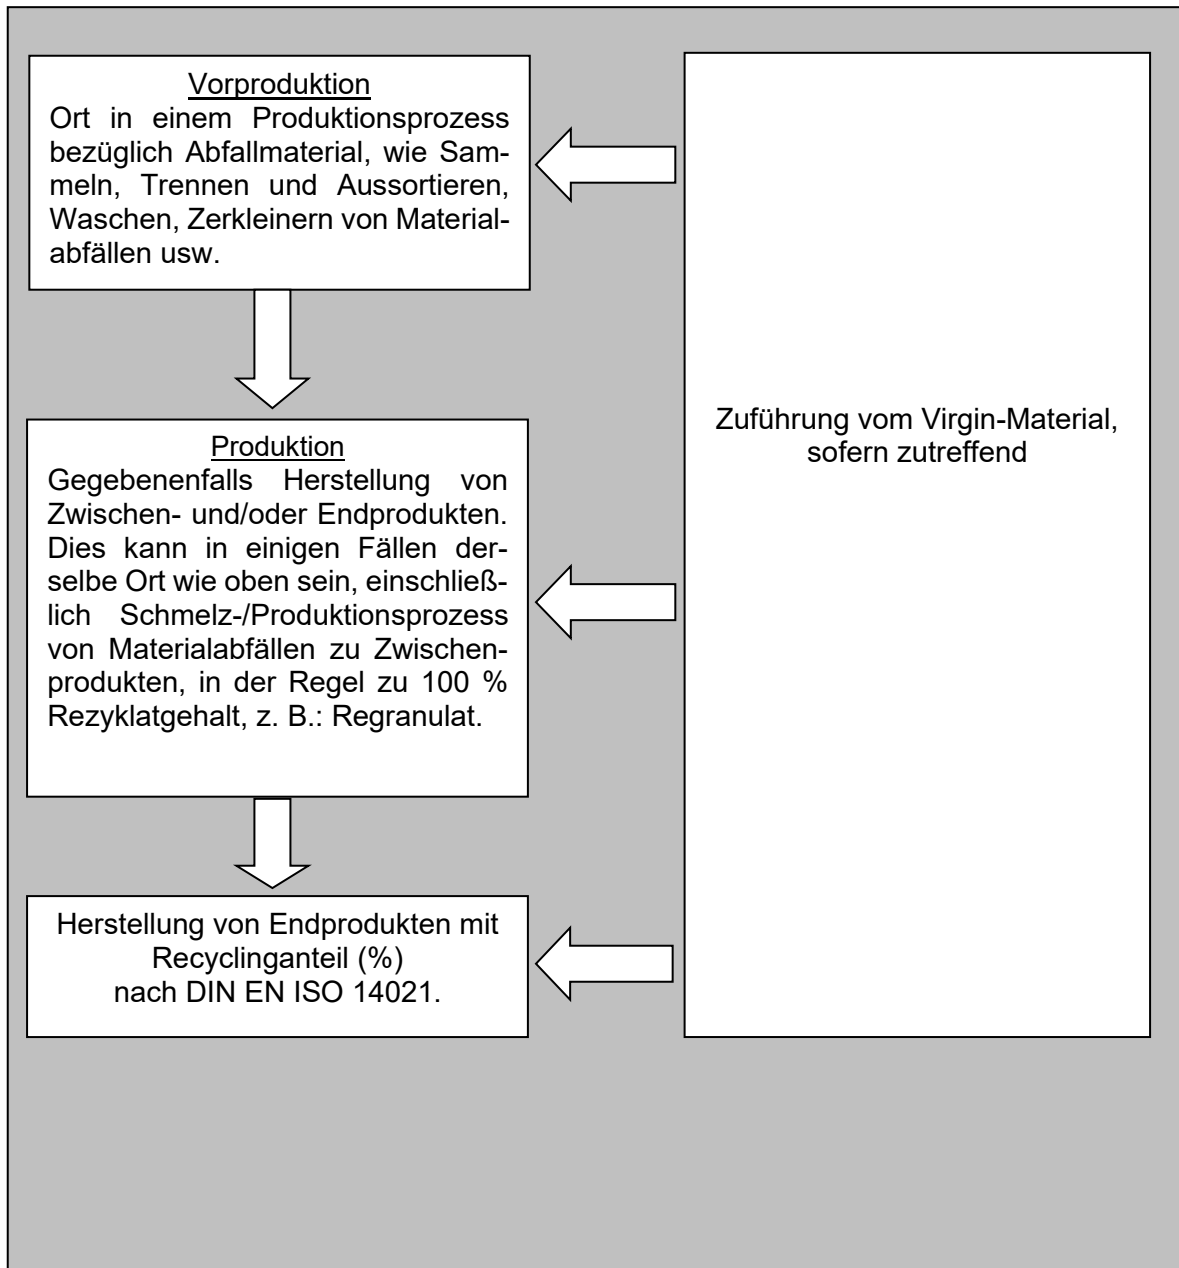 Vorproduktion
Ort in einem Produktionsprozess
bezüglich Abfallmaterial, wie Sam-
meln, Trennen und Aussortieren,
Waschen, Zerkleinern von Material-
abfällen usw.
Produktion
Gegebenenfalls Herstellung von
Zwischen- und/oder Endprodukten.
Dies kann in einigen Fällen der-
selbe Ort wie oben sein, einschließ-
lich Schmelz-/Produktionsprozess
von Materialabfällen zu Zwischen-
produkten, in der Regel zu 100 %
Rezyklatgehalt, z. B.: Regranulat.
Herstellung von Endprodukten mit
Recyclinganteil (%)
nach DIN EN ISO 14021.
Zuführung vom Virgin-Material,
sofern zutreffend